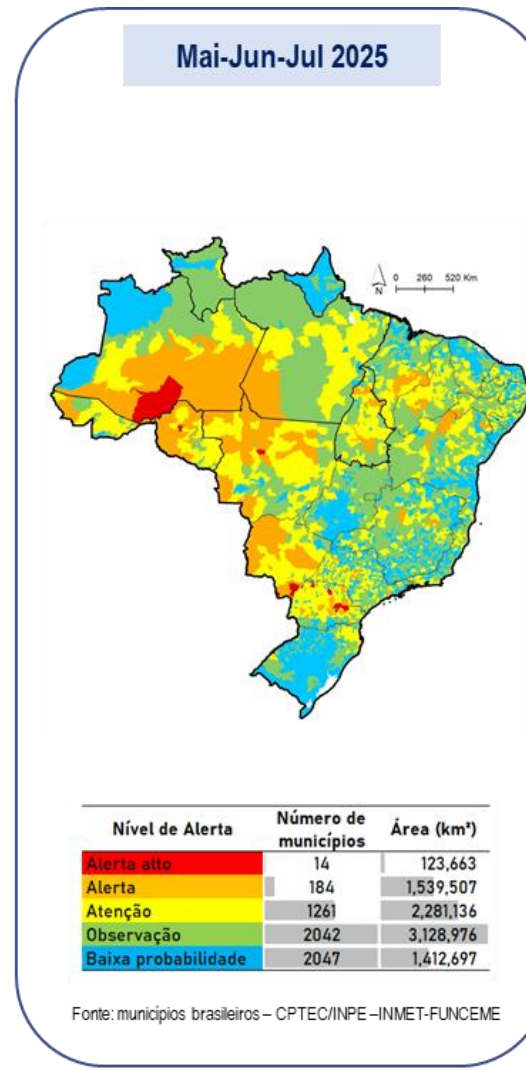 Mai-Jun-Jul 2025
N
0 260 520 Km
Nível de Alerta Número de municípios Área (km²)
Alerta alto 14 123,663
Alerta 184 1,539,507
Atenção 1261 2,281,136
Observação 2042 3,128,976
Baixa probabilidade 2047 1,412,697
Fonte: municípios brasileiros – CPTEC/INPE –INMET-FUNCEME